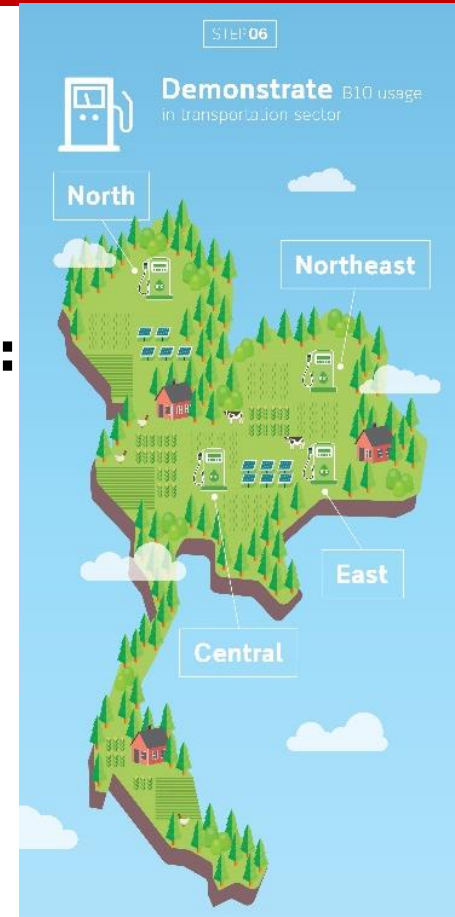 STEP 06
Demonstrate B10 usage
in transportation sector
North
Northeast
:
East
Central